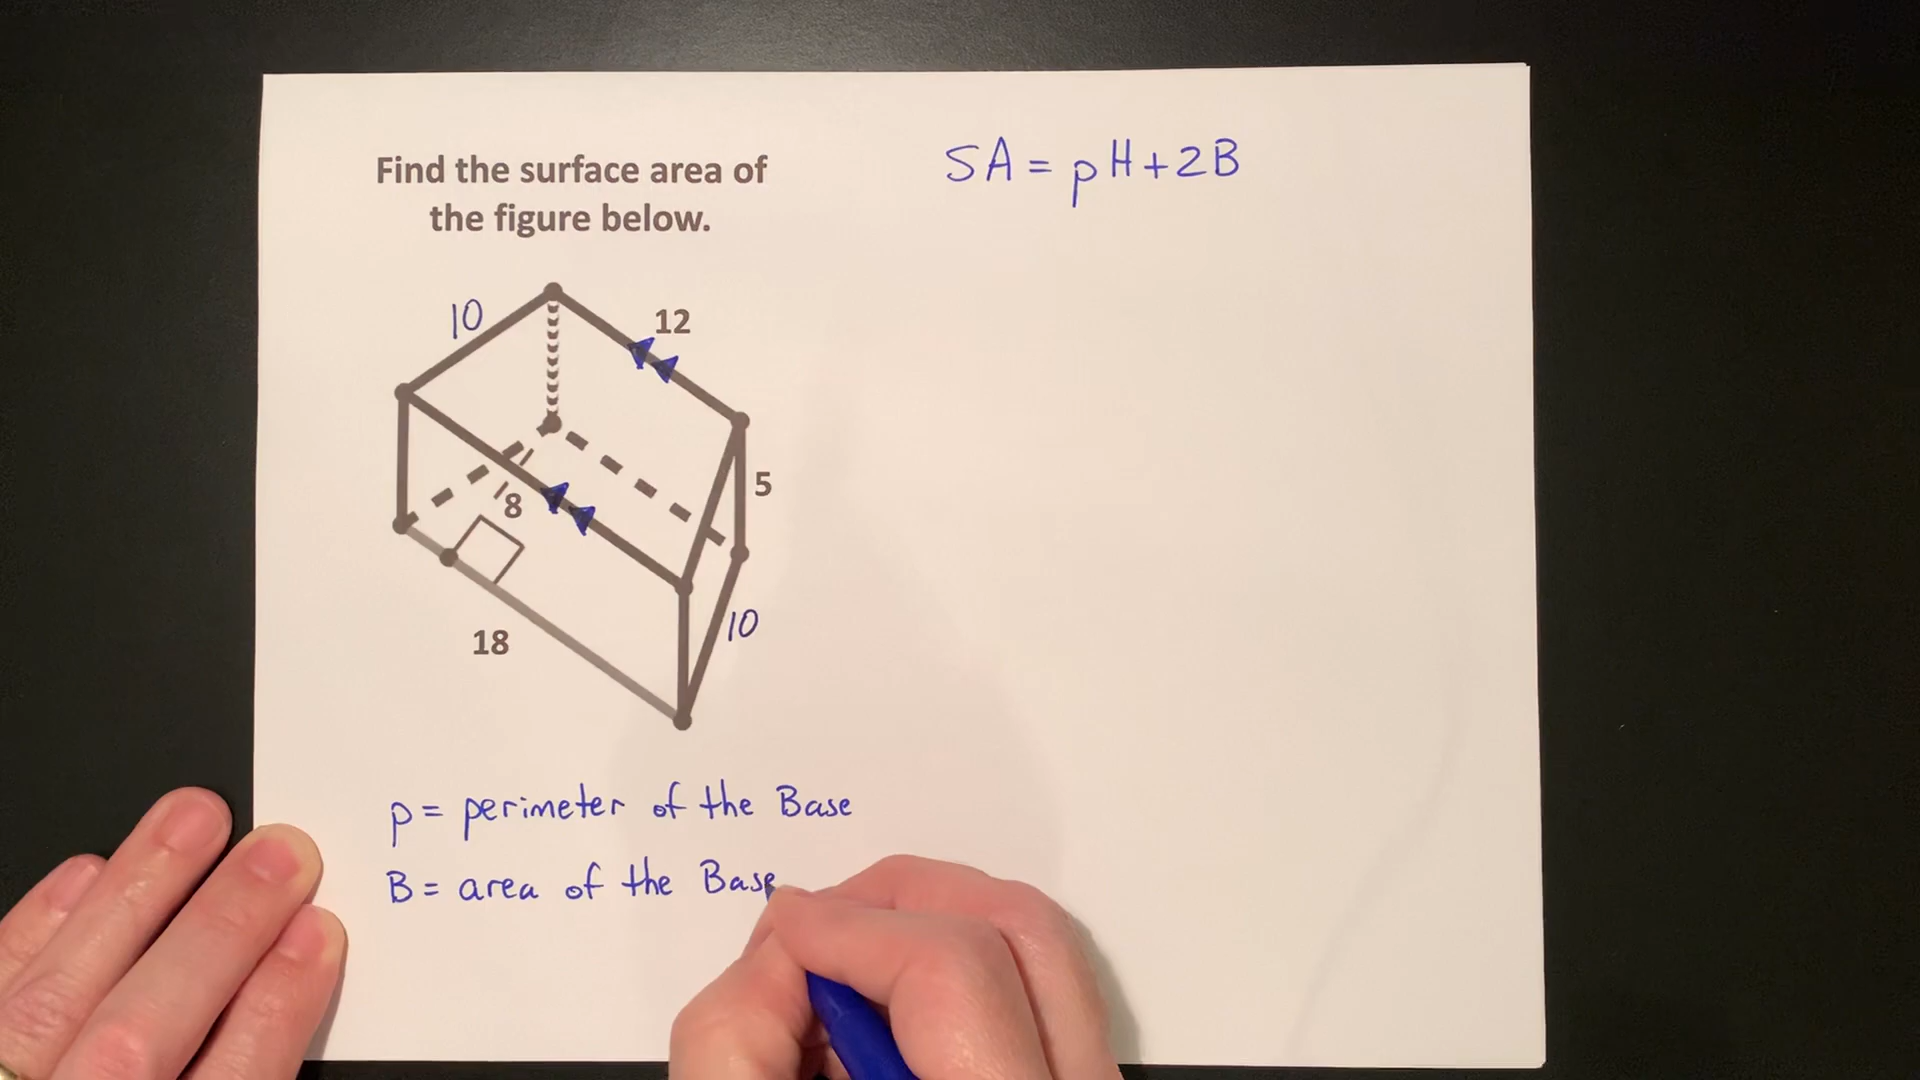 Find the surface area of
the figure below.
SA = pH + 2B
10
12
5
8
10
18
p = perimeter of the Base
B = area of the Base